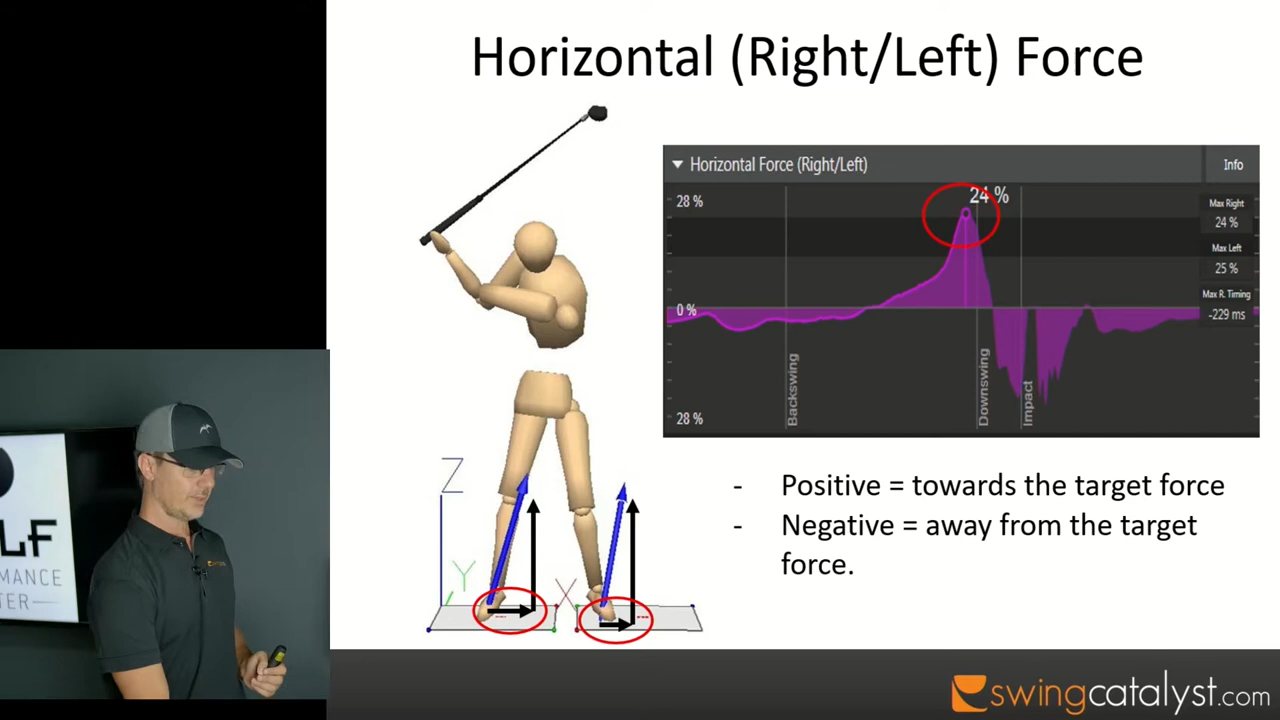 Horizontal (Right/Left) Force
Horizontal Force (Right/Left)
Info
28 %
0 %
28 %
24 %
Backswing
Downswing
Impact
Max Right
24 %
Max Left
25 %
Max R. Timing
-229 ms
Z
Y
X
- Positive = towards the target force
- Negative = away from the target
force.
LF
MANCE
TER
swingcatalyst.com